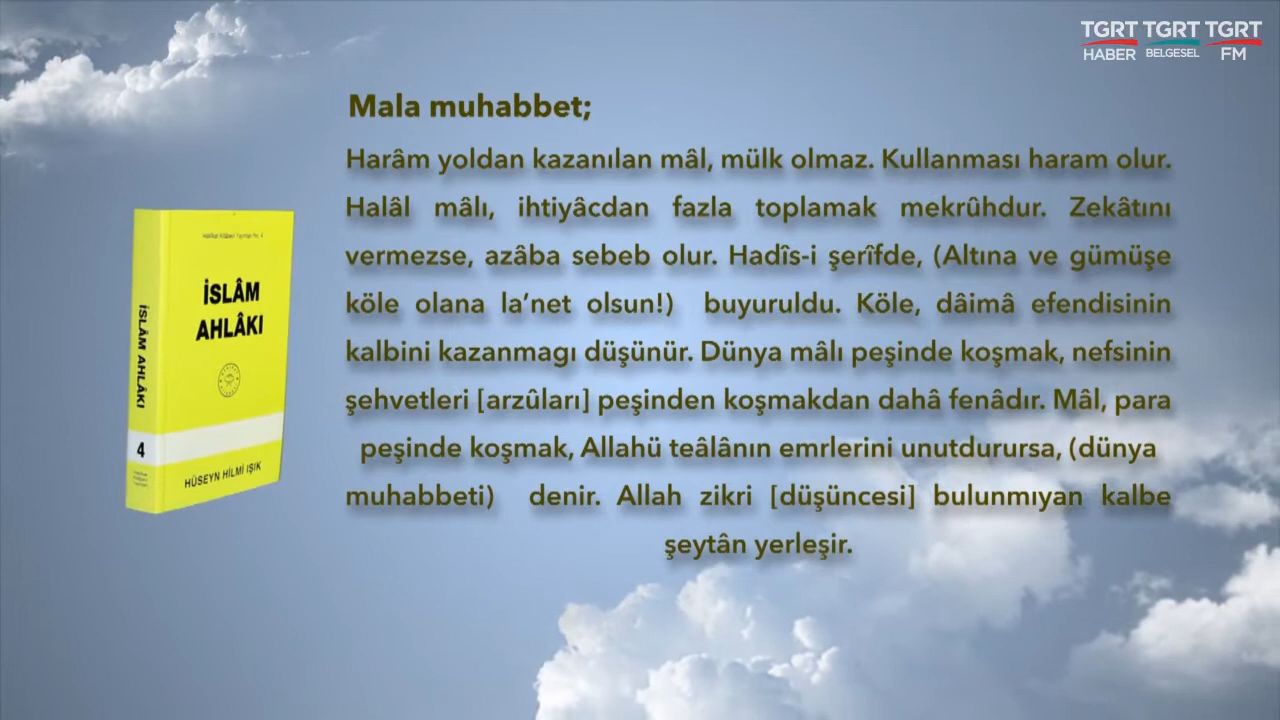 TGRT TGRT TGRT
HABER BELGESEL FM
Mala muhabbet;
Harâm yoldan kazanılan mâl, mülk olmaz. Kullanması haram olur.
Halâl mâlı, ihtiyâcdan fazla toplamak mekrûhdur. Zekâtını
vermezse, azâba sebeb olur. Hadîs-i şerîfde, (Altına ve gümüşe
köle olana la’net olsun!) buyuruldu. Köle, dâimâ efendisinin
kalbini kazanmagı düşünür. Dünya mâlı peşinde koşmak, nefsinin
şehvetleri [arzûları] peşinden koşmakdan dahâ fenâdır. Mâl, para
peşinde koşmak, Allahü teâlânın emrlerini unutdurursa, (dünya
muhabbeti) denir. Allah zikri [düşüncesi] bulunmıyan kalbe
şeytân yerleşir.
İSLÂM
AHLÂKI
HÜSEYN HİLMİ IŞIK
İSLÂM AHLÂKI
4